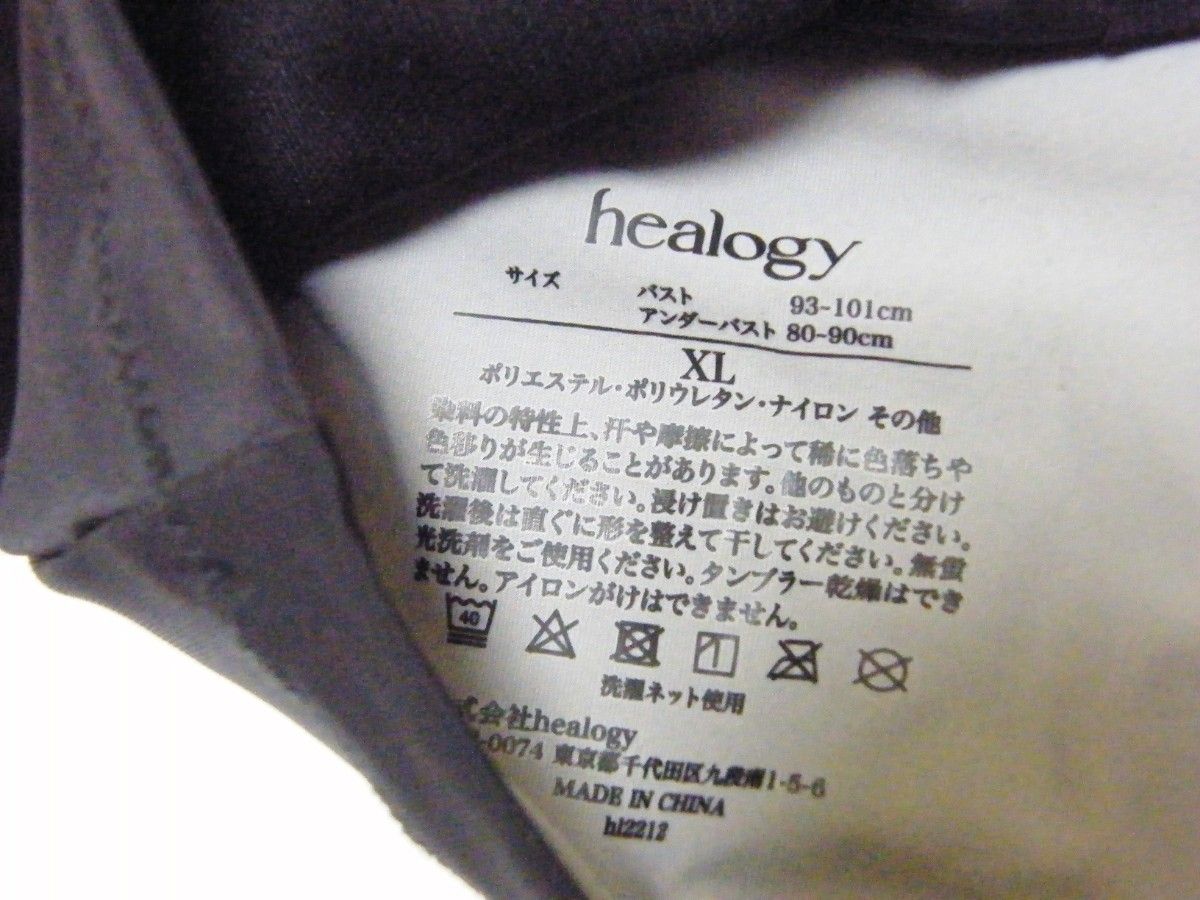 healogy
サイズ バスト 93-101cm
アンダーバスト 80-90cm
XL
ポリエステル・ポリウレタン・ナイロン その他
染料の特性上、汗や摩擦によって稀に色落ちや
色移りが生じることがあります。他のものと分け
て洗濯してください。浸け置きはお避けください。
洗濯後は直ぐに形を整えて干してください。無蛍
光洗剤をご使用ください。タンブラー乾燥はでき
ません。アイロンがけはできません。
40
洗濯ネット使用
式会社healogy
-0074 東京都千代田区九段南1-5-6
MADE IN CHINA
hl2212